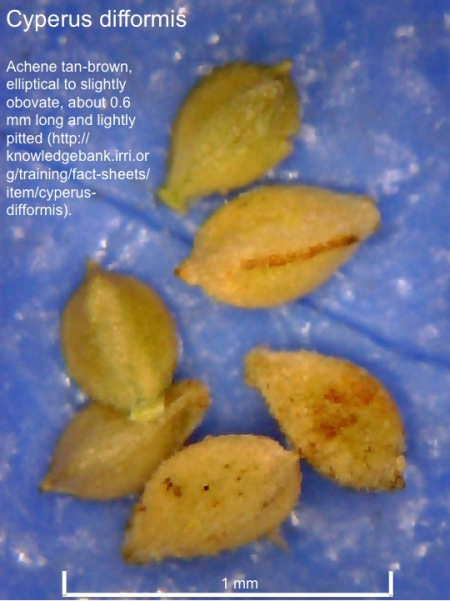 Cyperus difformis
Achene tan-brown,
elliptical to slightly
obovate, about 0.6
mm long and lightly
pitted (http://
knowledgebank.irri.or
g/training/fact-sheets/
item/cyperus-
difformis).
1 mm